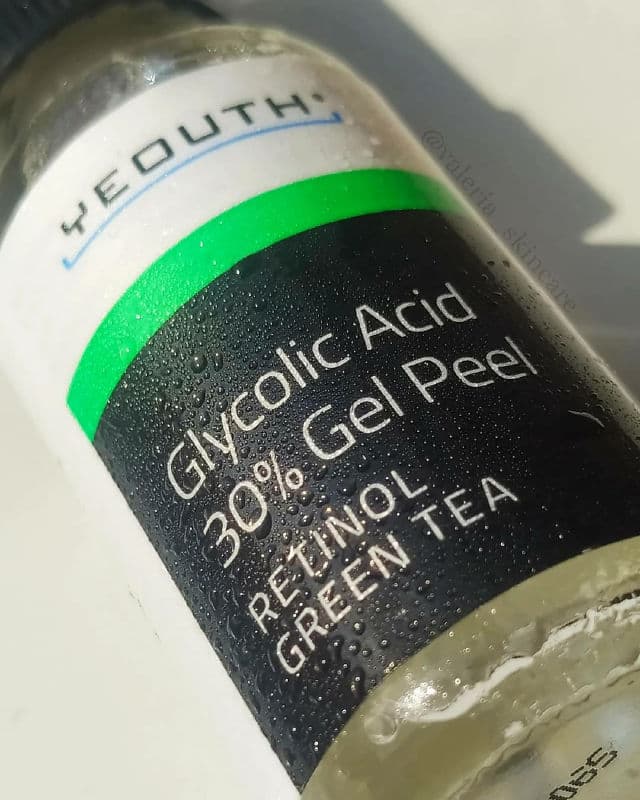 YEOUTH
Glycolic Acid
30% Gel Peel
RETINOL
GREEN TEA
@valeria_skincare